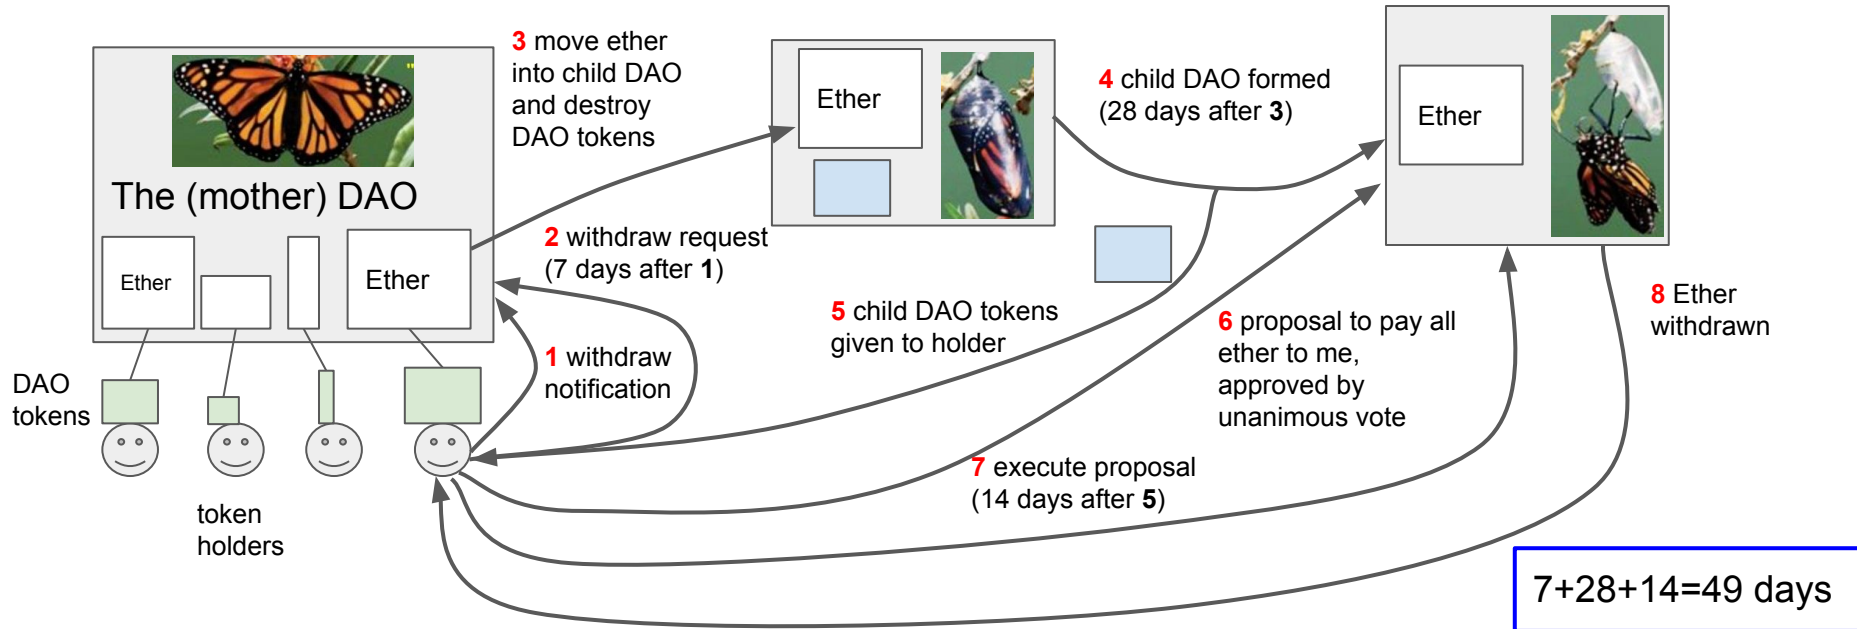 3 move ether
into child DAO
and destroy
DAO tokens
The (mother) DAO
Ether
Ether
DAO
tokens
token
holders
2 withdraw request
(7 days after 1)
1 withdraw
notification
Ether
4 child DAO formed
(28 days after 3)
5 child DAO tokens
given to holder
Ether
6 proposal to pay all
ether to me,
approved by
unanimous vote
7 execute proposal
(14 days after 5)
8 Ether
withdrawn
7+28+14=49 days